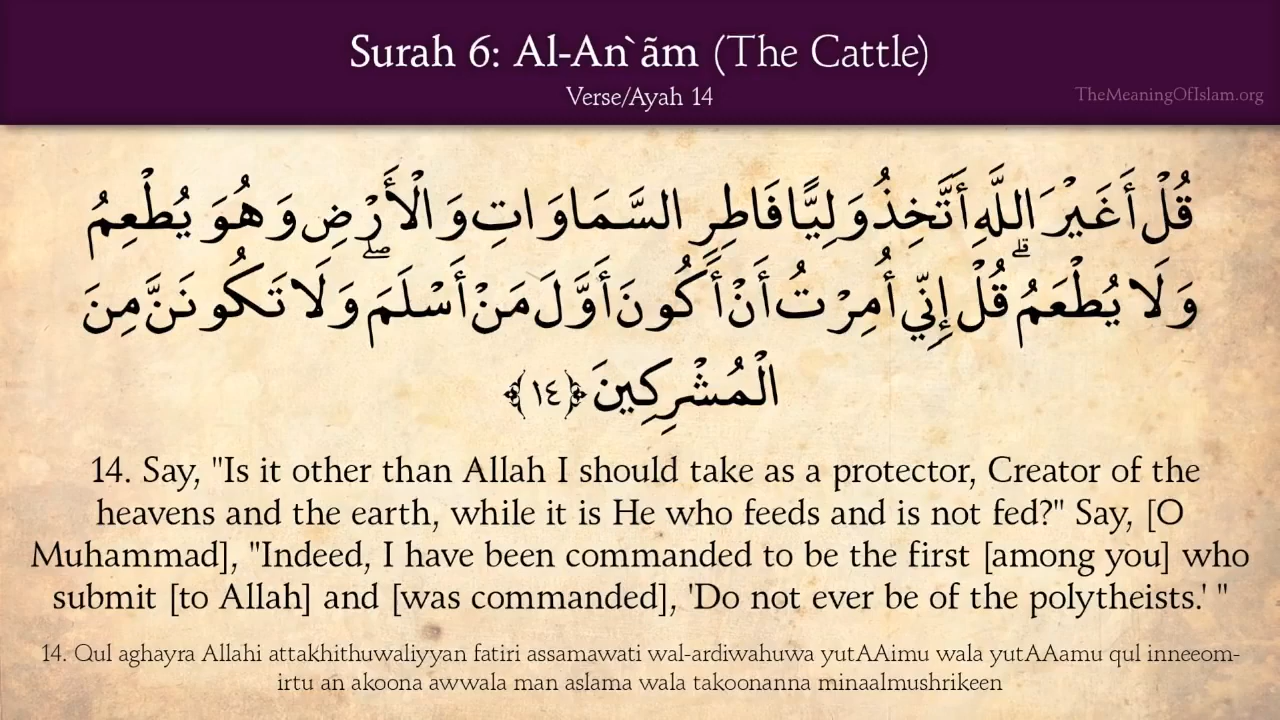 Surah 6: Al-An`ãm (The Cattle)
Verse/Ayah 14
TheMeaningOfIslam.org
قُلْ أَغَيْرَ اللَّهِ أَتَّخِذُ وَلِيًّا فَاطِرِ السَّمَاوَاتِ وَالْأَرْضِ وَهُوَ يُطْعِمُ
وَلَا يُطْعَمُ ۗ قُلْ إِنِّي أُمِرْتُ أَنْ أَكُونَ أَوَّلَ مَنْ أَسْلَمَ ۖ وَلَا تَكُونَنَّ مِنَ
الْمُشْرِكِينَ ﴿١٤﴾
14. Say, "Is it other than Allah I should take as a protector, Creator of the
heavens and the earth, while it is He who feeds and is not fed?" Say, [O
Muhammad], "Indeed, I have been commanded to be the first [among you] who
submit [to Allah] and [was commanded], 'Do not ever be of the polytheists.' "
14. Qul aghayra Allahi attakhithuwaliyyan fatiri assamawati wal-ardiwahuwa yutAAimu wala yutAAamu qul inneeom-
irtu an akoona awwala man aslama wala takoonanna minaalmushrikeen